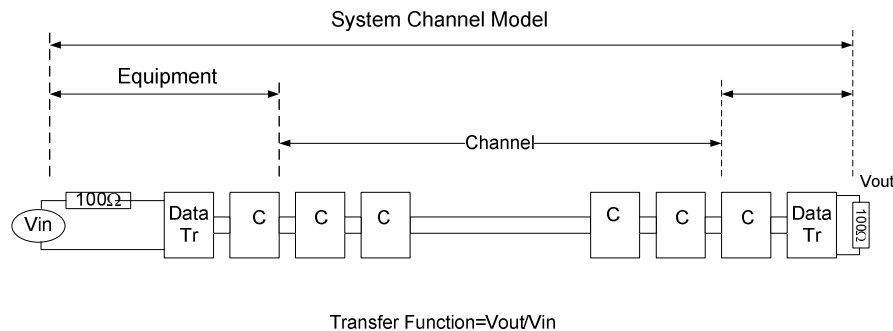 System Channel Model
Equipment
Channel
Vout
100Ω
Vin
Data
Tr
C
C
C
C
C
C
Data
Tr
100Ω
Transfer Function=Vout/Vin